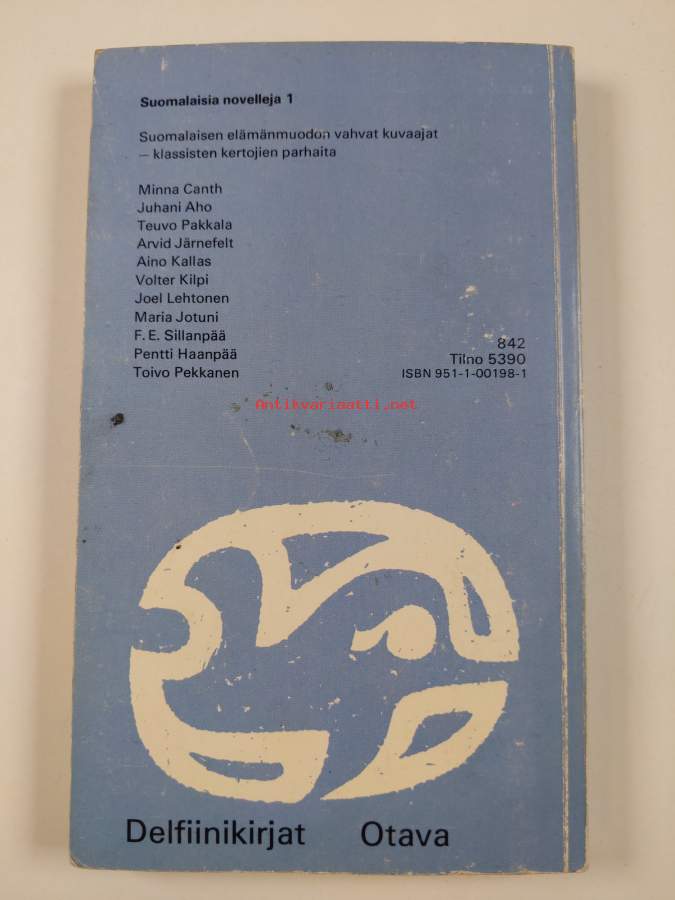 Suomalaisia novelleja 1
Suomalaisen elämänmuodon vahvat kuvaajat
– klassisten kertojien parhaita
Minna Canth
Juhani Aho
Teuvo Pakkala
Arvid Järnefelt
Aino Kallas
Volter Kilpi
Joel Lehtonen
Maria Jotuni
F. E. Sillanpää
Pentti Haanpää
Toivo Pekkanen
842
Tilno 5390
ISBN 951-1-00198-1
Antikvariaatti.net
Delfiinikirjat Otava